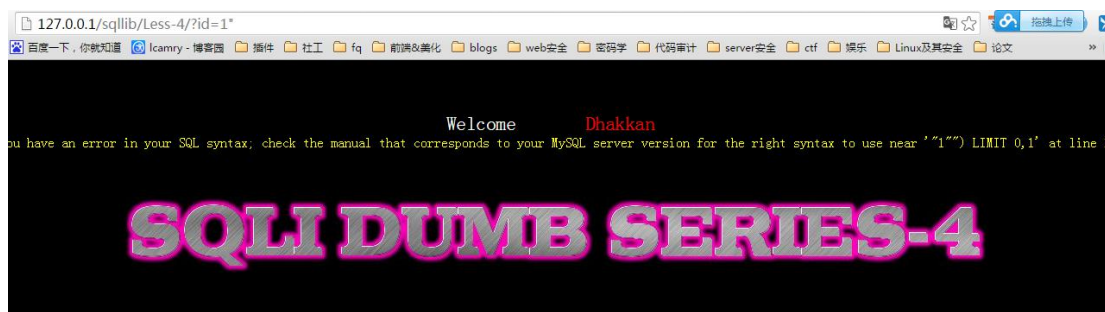 127.0.0.1/sqllib/Less-4/?id=1"
拖拽上传
百度一下，你就知道 lcamry - 博客园 插件 社工 fq 前端&美化 blogs web安全 密码学 代码审计 server安全 ctf 娱乐 Linux及其安全 论文 »
Welcome Dhakkan
ou have an error in your SQL syntax; check the manual that corresponds to your MySQL server version for the right syntax to use near '"1"") LIMIT 0,1' at line
SQLI DUMB SERIES-4